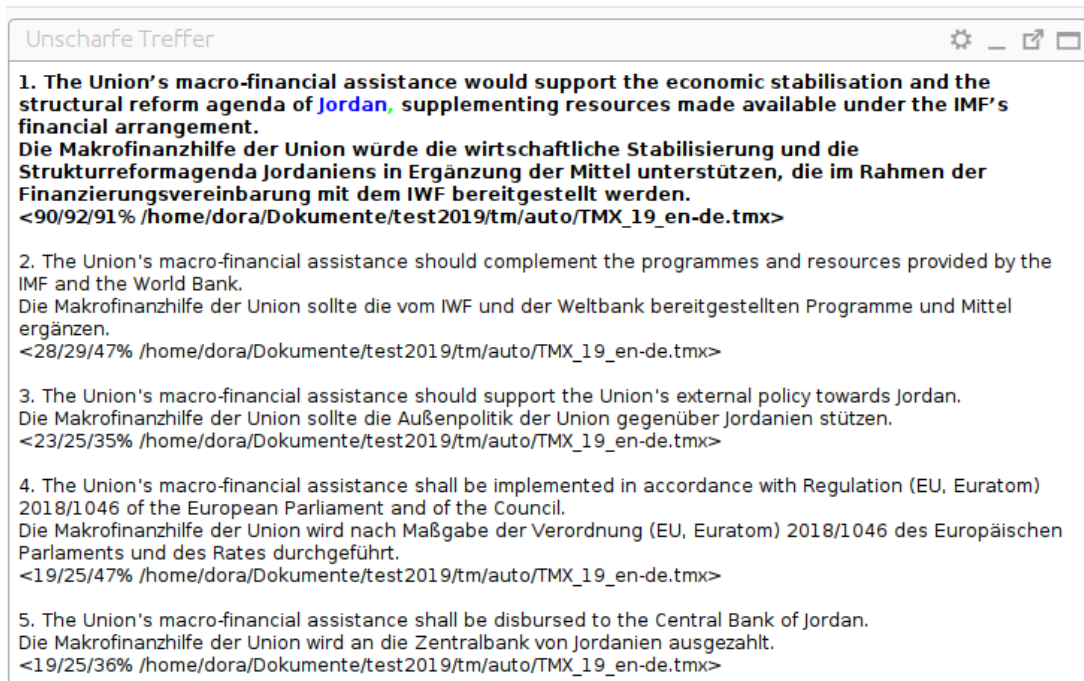 Unscharfe Treffer
1. The Union’s macro-financial assistance would support the economic stabilisation and the
structural reform agenda of Jordan, supplementing resources made available under the IMF’s
financial arrangement.
Die Makrofinanzhilfe der Union würde die wirtschaftliche Stabilisierung und die
Strukturreformagenda Jordaniens in Ergänzung der Mittel unterstützen, die im Rahmen der
Finanzierungsvereinbarung mit dem IWF bereitgestellt werden.
<90/92/91% /home/dora/Dokumente/test2019/tm/auto/TMX_19_en-de.tmx>
2. The Union's macro-financial assistance should complement the programmes and resources provided by the
IMF and the World Bank.
Die Makrofinanzhilfe der Union sollte die vom IWF und der Weltbank bereitgestellten Programme und Mittel
ergänzen.
<28/29/47% /home/dora/Dokumente/test2019/tm/auto/TMX_19_en-de.tmx>
3. The Union's macro-financial assistance should support the Union's external policy towards Jordan.
Die Makrofinanzhilfe der Union sollte die Außenpolitik der Union gegenüber Jordanien stützen.
<23/25/35% /home/dora/Dokumente/test2019/tm/auto/TMX_19_en-de.tmx>
4. The Union's macro-financial assistance shall be implemented in accordance with Regulation (EU, Euratom)
2018/1046 of the European Parliament and of the Council.
Die Makrofinanzhilfe der Union wird nach Maßgabe der Verordnung (EU, Euratom) 2018/1046 des Europäischen
Parlaments und des Rates durchgeführt.
<19/25/47% /home/dora/Dokumente/test2019/tm/auto/TMX_19_en-de.tmx>
5. The Union's macro-financial assistance shall be disbursed to the Central Bank of Jordan.
Die Makrofinanzhilfe der Union wird an die Zentralbank von Jordanien ausgezahlt.
<19/25/36% /home/dora/Dokumente/test2019/tm/auto/TMX_19_en-de.tmx>